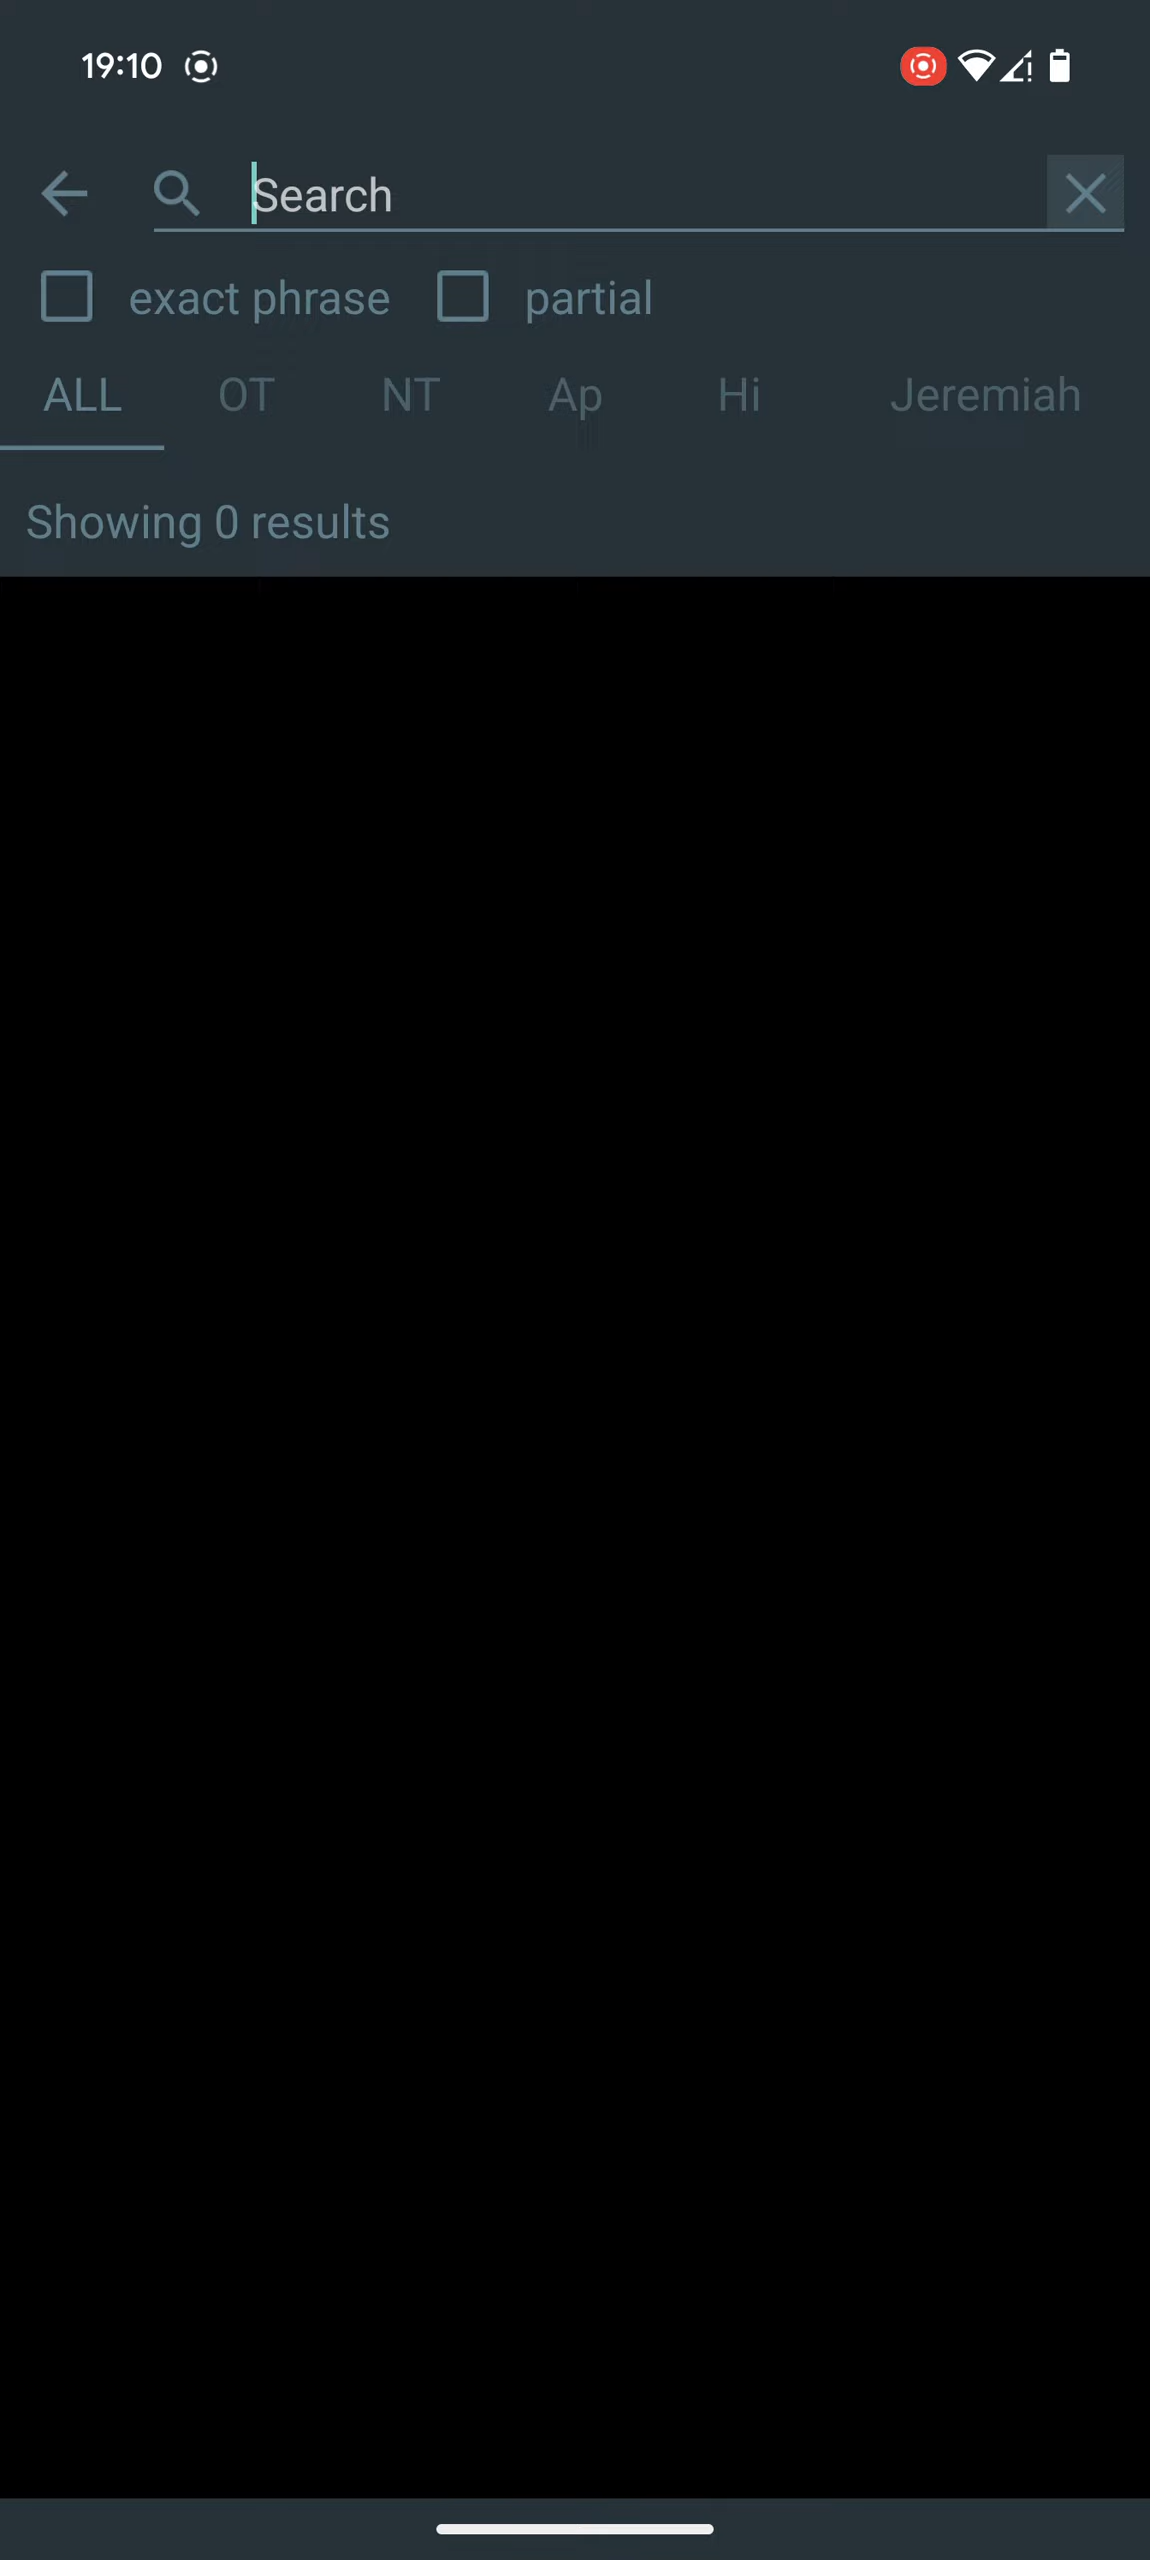 19:10
Search
exact phrase partial
ALL OT NT Ap Hi Jeremiah
Showing 0 results